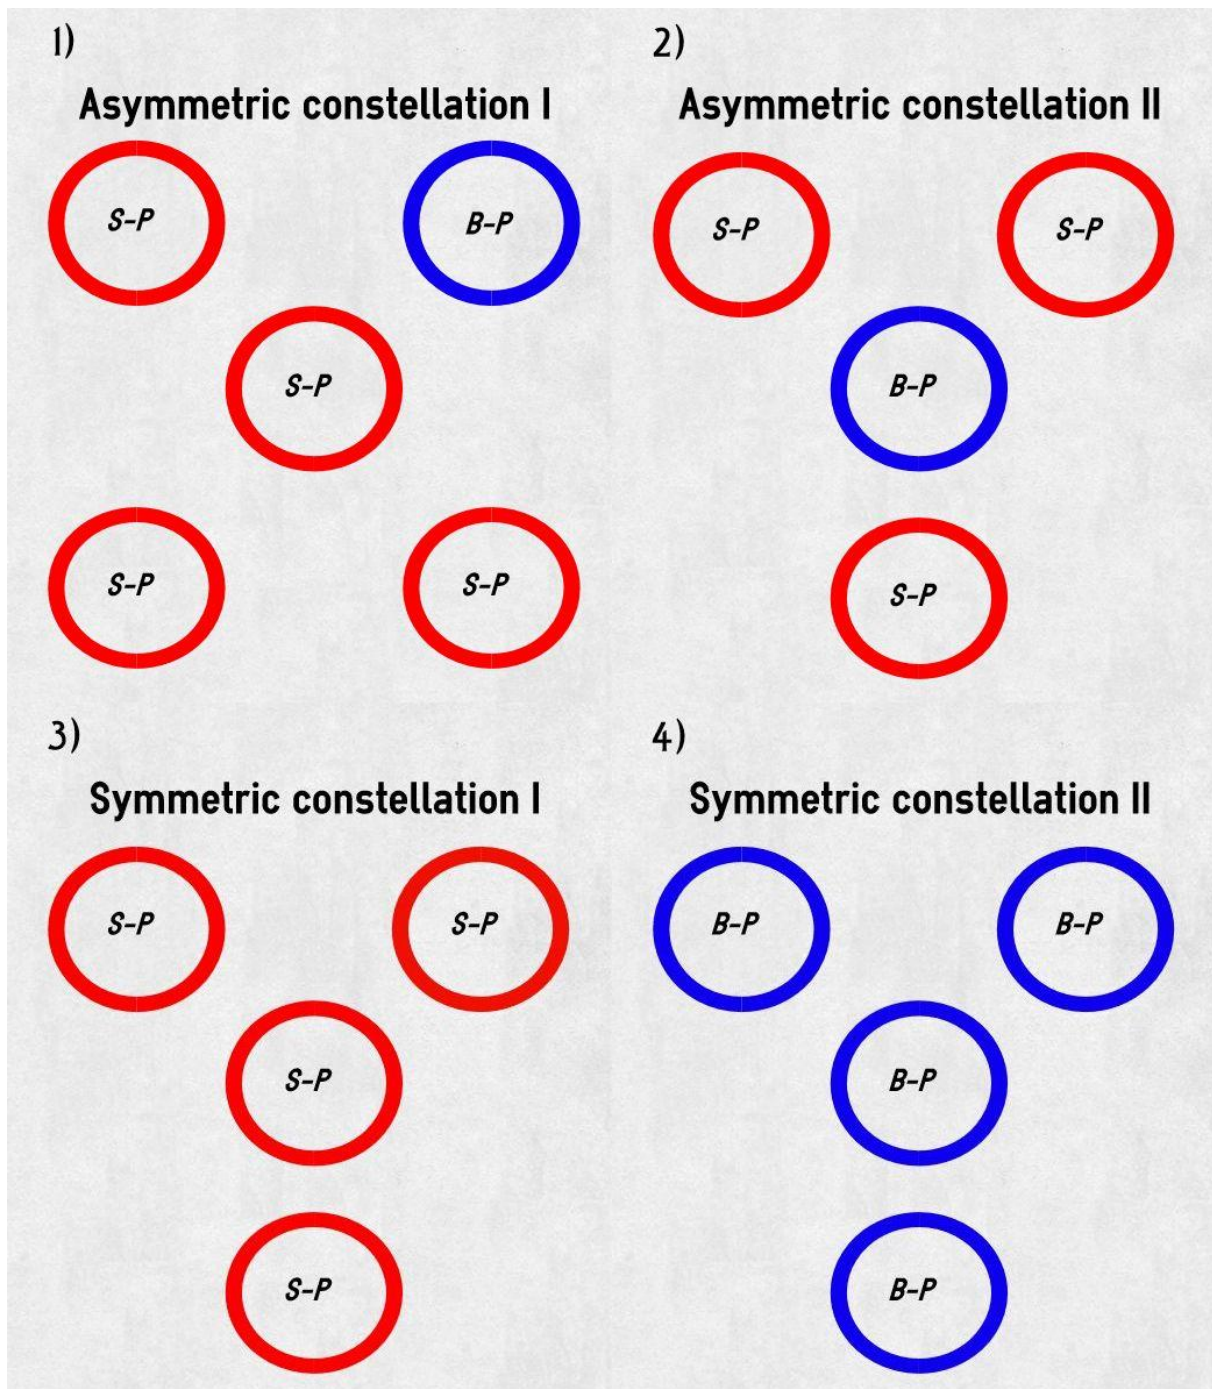 1)
Asymmetric constellation I
S-P
B-P
S-P
S-P
S-P
2)
Asymmetric constellation II
S-P
S-P
B-P
S-P
3)
Symmetric constellation I
S-P
S-P
S-P
S-P
4)
Symmetric constellation II
B-P
B-P
B-P
B-P